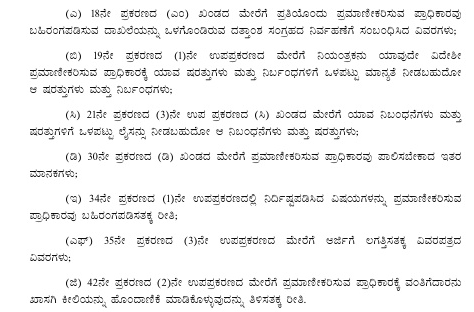 (ಎ) 18ನೇ ಪ್ರಕರಣದ (ಎಂ) ಖಂಡದ ಮೇರೆಗೆ ಪ್ರತಿಯೊಂದು ಪ್ರಮಾಣೀಕರಿಸುವ ಪ್ರಾಧಿಕಾರವು
ಬಹಿರಂಗಪಡಿಸುವ ದಾಖಲೆಯನ್ನು ಒಳಗೊಂಡಿರುವ ದತ್ತಾಂಶ ಸಂಗ್ರಹದ ನಿರ್ವಹಣೆಗೆ ಸಂಬಂಧಿಸಿದ ವಿವರಗಳು;
(ಬಿ) 19ನೇ ಪ್ರಕರಣದ (1)ನೇ ಉಪಪ್ರಕರಣದ ಮೇರೆಗೆ ನಿಯಂತ್ರಕನು ಯಾವುದೇ ವಿದೇಶೀ
ಪ್ರಮಾಣೀಕರಿಸುವ ಪ್ರಾಧಿಕಾರಕ್ಕೆ ಯಾವ ಷರತ್ತುಗಳು ಮತ್ತು ನಿರ್ಬಂಧಗಳಿಗೆ ಒಳಪಟ್ಟು ಮಾನ್ಯತೆ ನೀಡಬಹುದೋ
ಆ ಷರತ್ತುಗಳು ಮತ್ತು ನಿರ್ಬಂಧಗಳು;
(ಸಿ) 21ನೇ ಪ್ರಕರಣದ (3)ನೇ ಉಪ ಪ್ರಕರಣದ (ಸಿ) ಖಂಡದ ಮೇರೆಗೆ ಯಾವ ನಿಬಂಧನೆಗಳು ಮತ್ತು
ಷರತ್ತುಗಳಿಗೆ ಒಳಪಟ್ಟು ಲೈಸನ್ಸು ನೀಡಬಹುದೋ ಆ ನಿಬಂಧನೆಗಳು ಮತ್ತು ಷರತ್ತುಗಳು;
(ಡಿ) 30ನೇ ಪ್ರಕರಣದ (ಡಿ) ಖಂಡದ ಮೇರೆಗೆ ಪ್ರಮಾಣೀಕರಿಸುವ ಪ್ರಾಧಿಕಾರವು ಪಾಲಿಸಬೇಕಾದ ಇತರ
ಮಾನಕಗಳು;
(ಇ) 34ನೇ ಪ್ರಕರಣದ (1)ನೇ ಉಪಪ್ರಕರಣದಲ್ಲಿ ನಿರ್ದಿಷ್ಟಪಡಿಸಿದ ವಿಷಯಗಳನ್ನು ಪ್ರಮಾಣೀಕರಿಸುವ
ಪ್ರಾಧಿಕಾರವು ಬಹಿರಂಗಪಡಿಸತಕ್ಕ ರೀತಿ;
(ಎಫ್) 35ನೇ ಪ್ರಕರಣದ (3)ನೇ ಉಪಪ್ರಕರಣದ ಮೇರೆಗೆ ಅರ್ಜಿಗೆ ಲಗತ್ತಿಸತಕ್ಕ ವಿವರಪತ್ರದ
ವಿವರಗಳು;
(ಜಿ) 42ನೇ ಪ್ರಕರಣದ (2)ನೇ ಉಪಪ್ರಕರಣದ ಮೇರೆಗೆ ಪ್ರಮಾಣೀಕರಿಸುವ ಪ್ರಾಧಿಕಾರಕ್ಕೆ ವಂತಿಗೆದಾರನು
ಖಾಸಗಿ ಕೀಲಿಯನ್ನು ಹೊಂದಾಣಿಕೆ ಮಾಡಿಕೊಳ್ಳುವುದನ್ನು ತಿಳಿಸತಕ್ಕ ರೀತಿ.